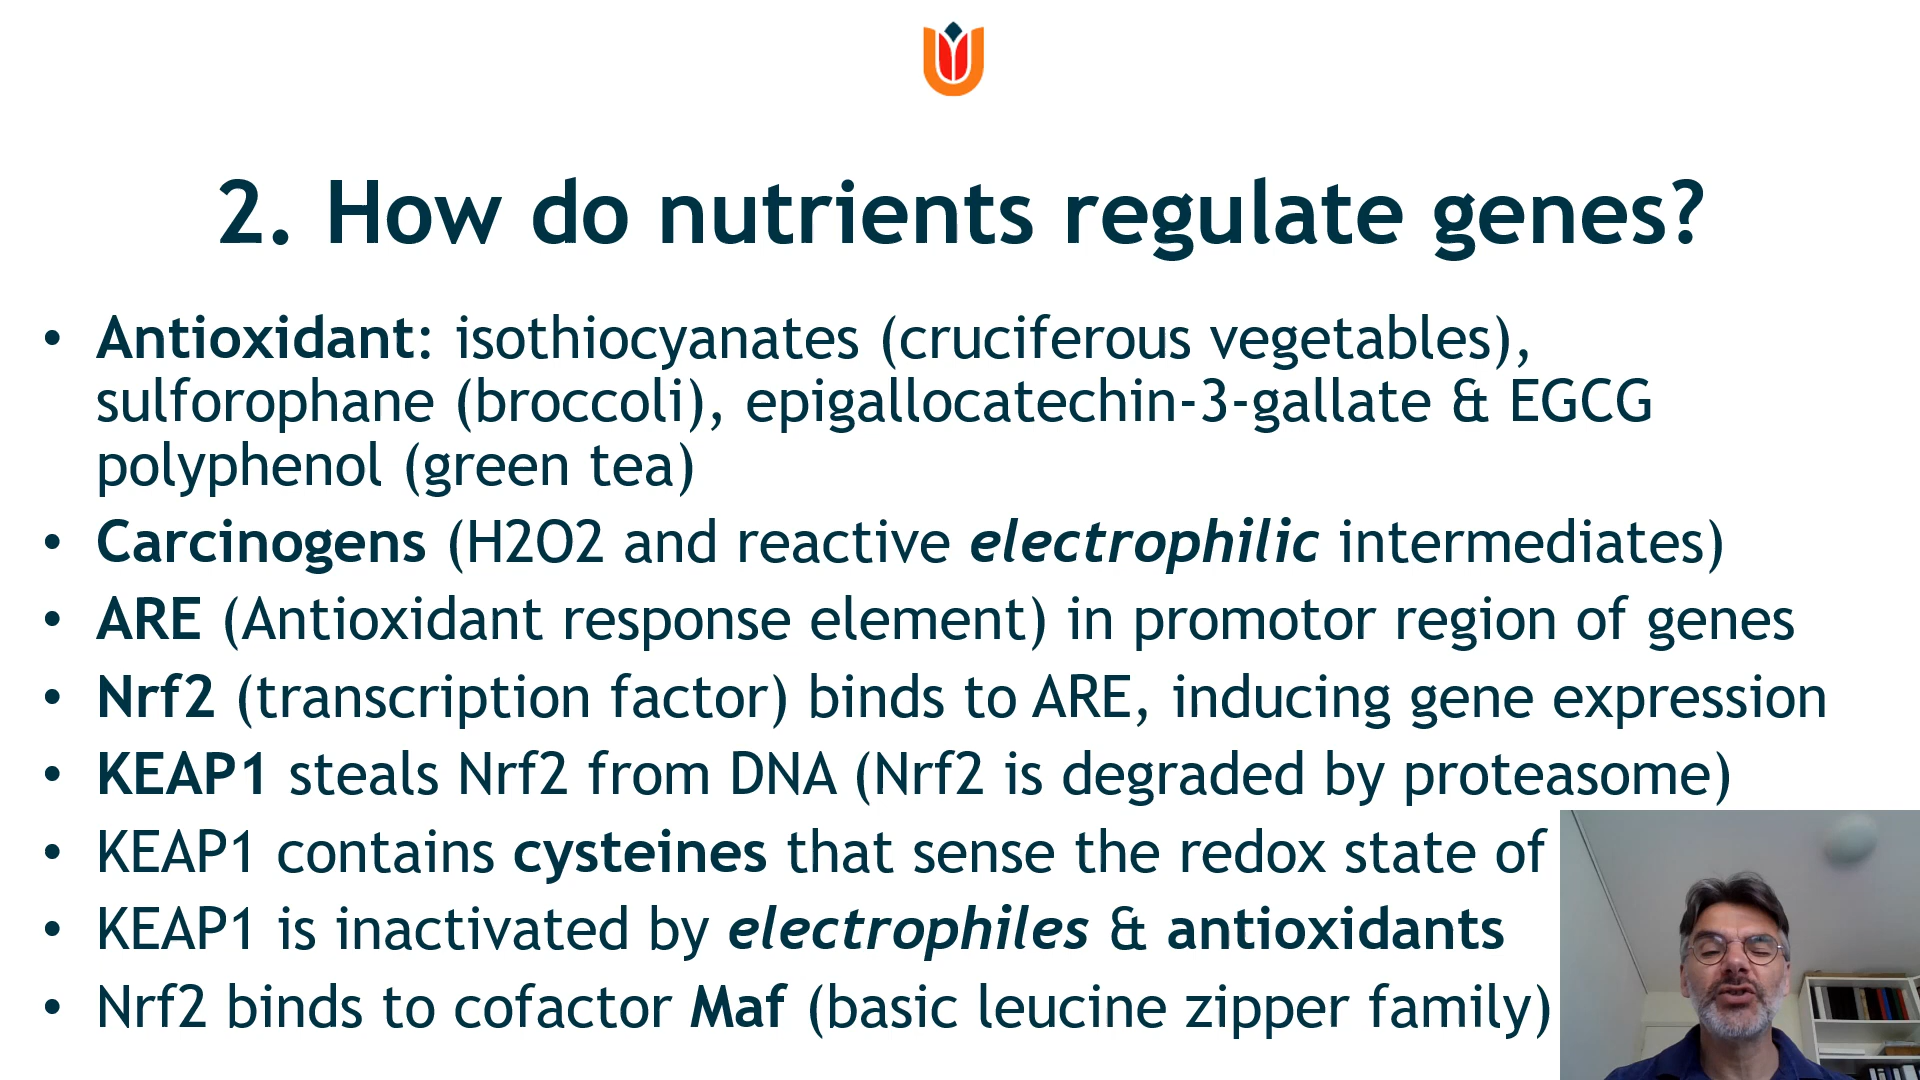 2. How do nutrients regulate genes?
• Antioxidant: isothiocyanates (cruciferous vegetables),
sulforophane (broccoli), epigallocatechin-3-gallate & EGCG
polyphenol (green tea)
• Carcinogens (H2O2 and reactive electrophilic intermediates)
• ARE (Antioxidant response element) in promotor region of genes
• Nrf2 (transcription factor) binds to ARE, inducing gene expression
• KEAP1 steals Nrf2 from DNA (Nrf2 is degraded by proteasome)
• KEAP1 contains cysteines that sense the redox state of
• KEAP1 is inactivated by electrophiles & antioxidants
• Nrf2 binds to cofactor Maf (basic leucine zipper family)